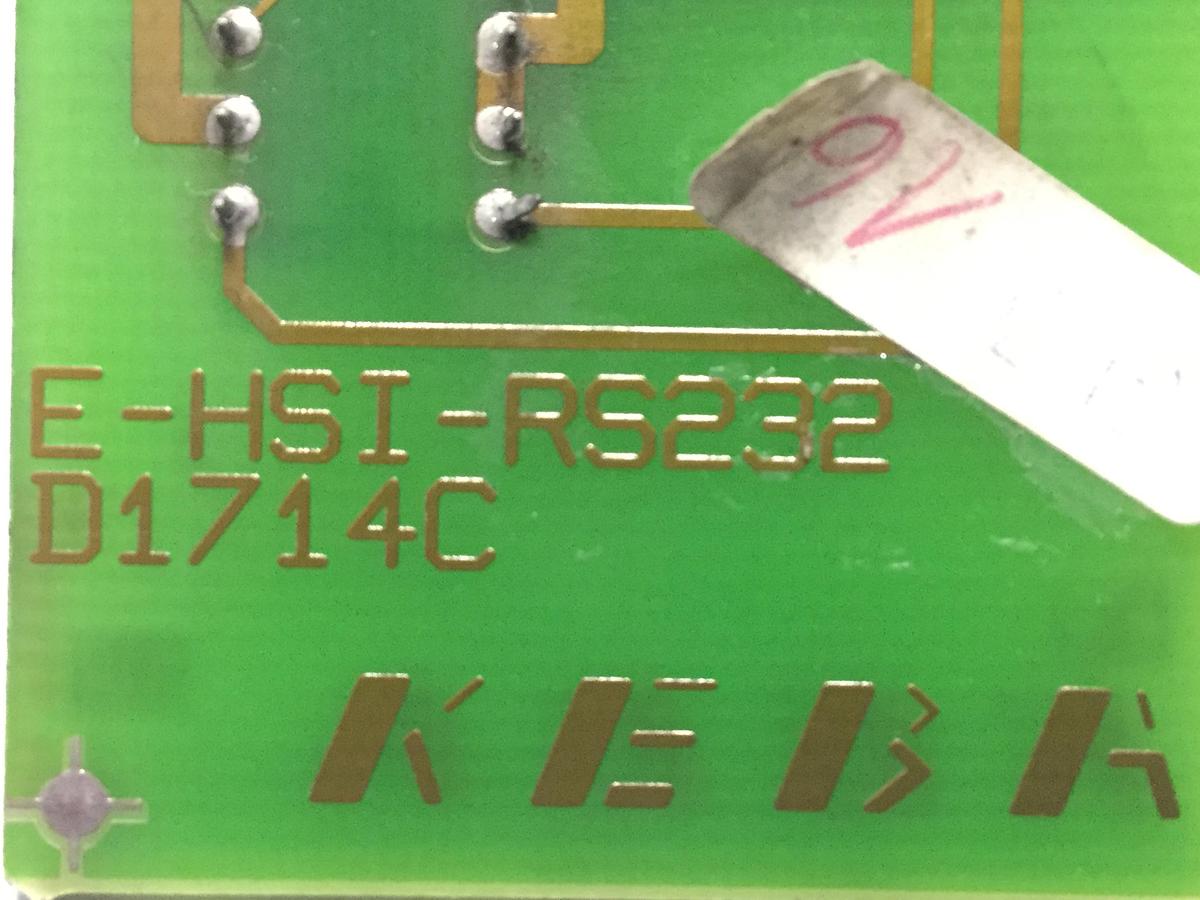 E-HSI-RS232
D1714C
KEBA